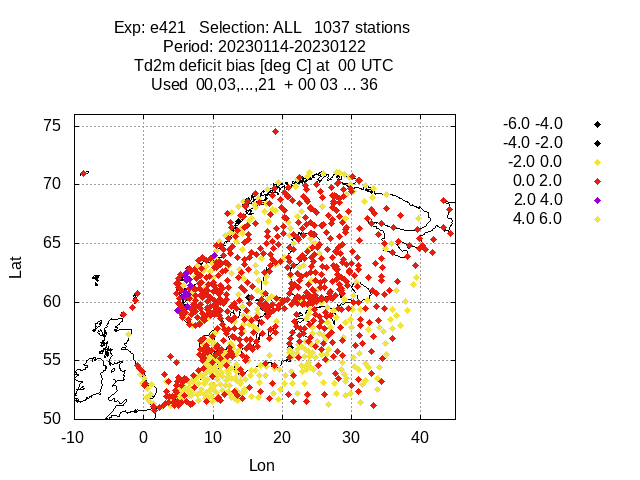 Exp: e421   Selection: ALL   1037 stations
Period: 20230114-20230122
Td2m deficit bias [deg C] at  00 UTC
Used  00,03,...,21  + 00 03 ... 36
-6.0 -4.0
-4.0 -2.0
-2.0 0.0
0.0 2.0
2.0 4.0
4.0 6.0
75
70
65
60
55
50
Lat
-10 0 10 20 30 40
Lon